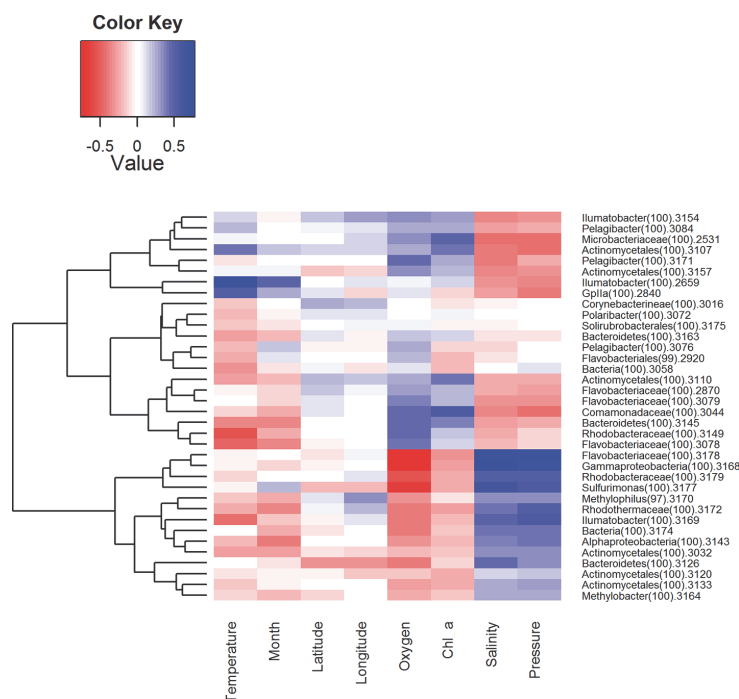 Color Key
-0.5 0 0.5
Value
Ilumatobacter(100).3154
Pelagibacter(100).3084
Microbacteriaceae(100).2531
Actinomycetales(100).3107
Pelagibacter(100).3171
Actinomycetales(100).3157
Ilumatobacter(100).2659
GpIIa(100).2840
Corynebacterineae(100).3016
Polaribacter(100).3072
Solirubrobacterales(100).3175
Bacteroidetes(100).3163
Pelagibacter(100).3076
Flavobacteriales(99).2920
Bacteria(100).3058
Actinomycetales(100).3110
Flavobacteriaceae(100).2870
Flavobacteriaceae(100).3079
Comamonadaceae(100).3044
Bacteroidetes(100).3145
Rhodobacteraceae(100).3149
Flavobacteriaceae(100).3078
Flavobacteriaceae(100).3178
Gammaproteobacteria(100).3168
Rhodobacteraceae(100).3179
Sulfurimonas(100).3177
Methylophilus(97).3170
Rhodothermaceae(100).3172
Ilumatobacter(100).3169
Bacteria(100).3174
Alphaproteobacteria(100).3143
Actinomycetales(100).3032
Bacteroidetes(100).3126
Actinomycetales(100).3120
Actinomycetales(100).3133
Methylobacter(100).3164
Temperature
Month
Latitude
Longitude
Oxygen
Chl a
Salinity
Pressure